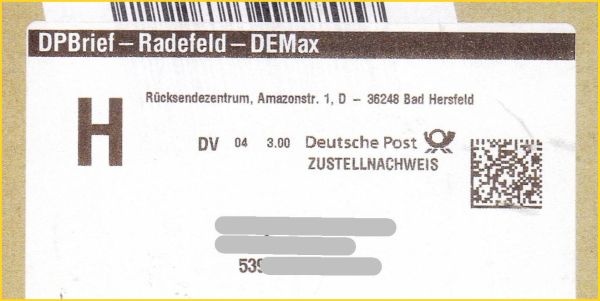 DPBrief – Radefeld – DEMax
Rücksendezentrum, Amazonstr. 1, D – 36248 Bad Hersfeld
H
DV 04 3.00 Deutsche Post
ZUSTELLNACHWEIS
539